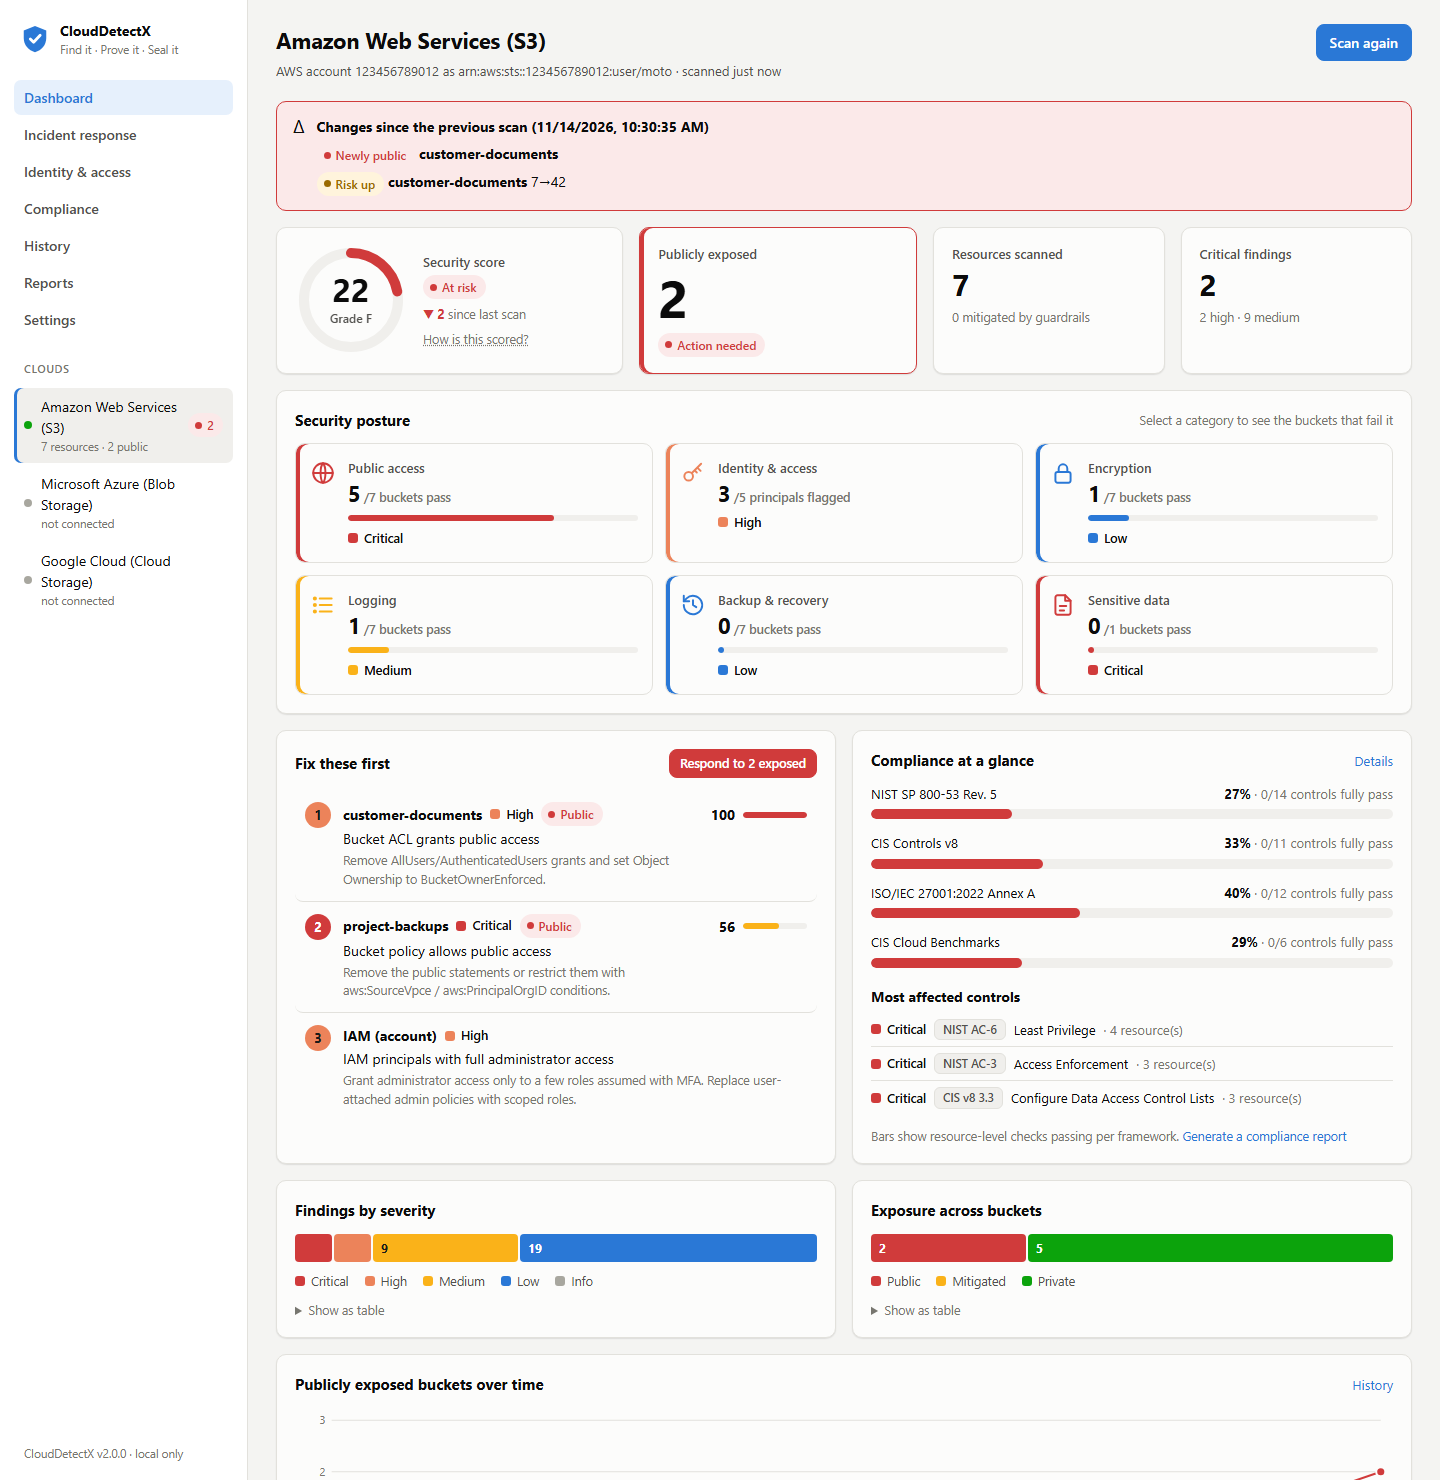 CloudDetectX
Find it · Prove it · Seal it
Dashboard
Incident response
Identity & access
Compliance
History
Reports
Settings
CLOUDS
Amazon Web Services
(S3)
7 resources · 2 public
2
Microsoft Azure (Blob
Storage)
not connected
Google Cloud (Cloud
Storage)
not connected
CloudDetectX v2.0.0 · local only
Amazon Web Services (S3)
AWS account 123456789012 as arn:aws:sts::123456789012:user/moto · scanned just now
Scan again
Δ Changes since the previous scan (11/14/2026, 10:30:35 AM)
Newly public customer-documents
Risk up customer-documents 7→42
22
Grade F
Security score
At risk
▼ 2 since last scan
How is this scored?
Publicly exposed
2
Action needed
Resources scanned
7
0 mitigated by guardrails
Critical findings
2
2 high · 9 medium
Security posture
Select a category to see the buckets that fail it
Public access
5 /7 buckets pass
Critical
Identity & access
3 /5 principals flagged
High
Encryption
1 /7 buckets pass
Low
Logging
1 /7 buckets pass
Medium
Backup & recovery
0 /7 buckets pass
Low
Sensitive data
0 /1 buckets pass
Critical
Fix these first
Respond to 2 exposed
1 customer-documents High Public 100
Bucket ACL grants public access
Remove AllUsers/AuthenticatedUsers grants and set Object
Ownership to BucketOwnerEnforced.
2 project-backups Critical Public 56
Bucket policy allows public access
Remove the public statements or restrict them with
aws:SourceVpce / aws:PrincipalOrgID conditions.
3 IAM (account) High
IAM principals with full administrator access
Grant administrator access only to a few roles assumed with MFA. Replace user-
attached admin policies with scoped roles.
Compliance at a glance
Details
NIST SP 800-53 Rev. 5 27% · 0/14 controls fully pass
CIS Controls v8 33% · 0/11 controls fully pass
ISO/IEC 27001:2022 Annex A 40% · 0/12 controls fully pass
CIS Cloud Benchmarks 29% · 0/6 controls fully pass
Most affected controls
Critical NIST AC-6 Least Privilege · 4 resource(s)
Critical NIST AC-3 Access Enforcement · 3 resource(s)
Critical CIS v8 3.3 Configure Data Access Control Lists · 3 resource(s)
Bars show resource-level checks passing per framework. Generate a compliance report
Findings by severity
9 19
Critical High Medium Low Info
▶ Show as table
Exposure across buckets
2 5
Public Mitigated Private
▶ Show as table
Publicly exposed buckets over time
History
3
2